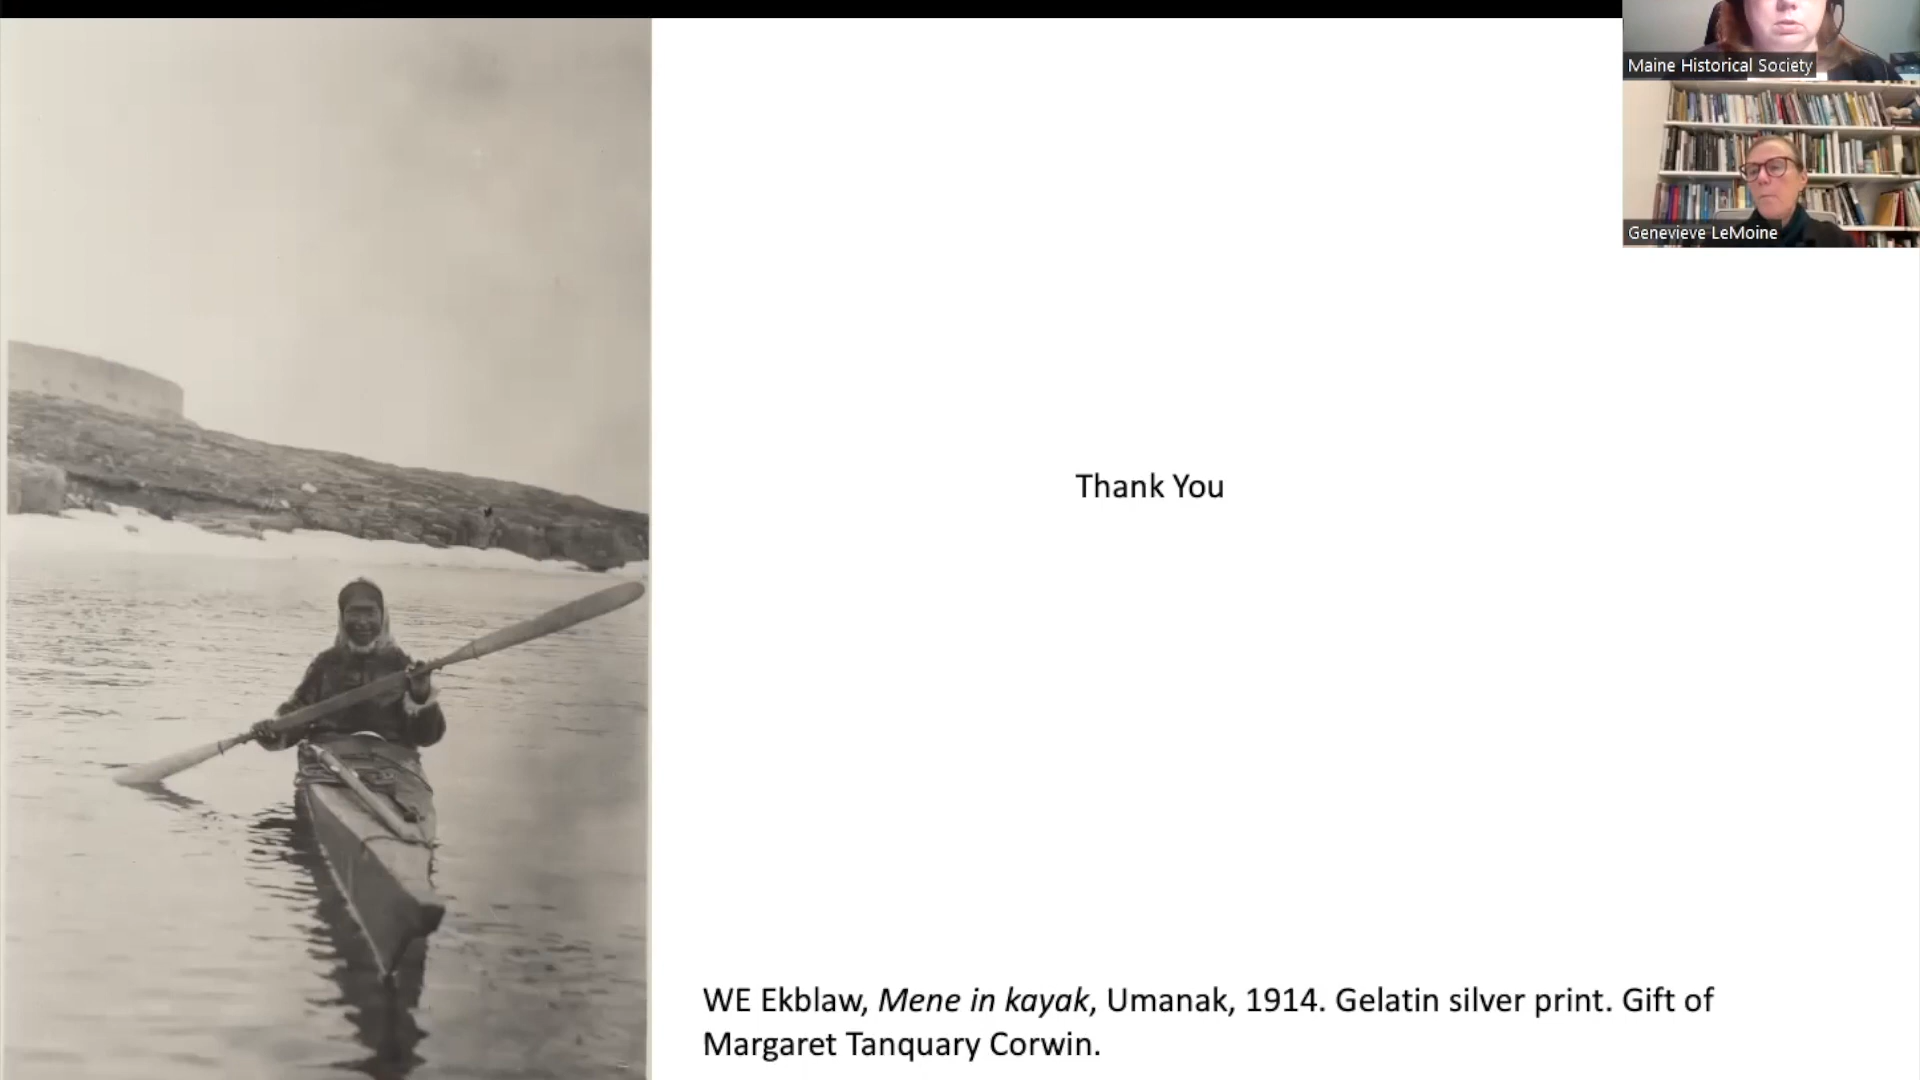 Maine Historical Society
Genevieve LeMoine
Thank You
WE Ekblaw, Mene in kayak, Umanak, 1914. Gelatin silver print. Gift of
Margaret Tanquary Corwin.